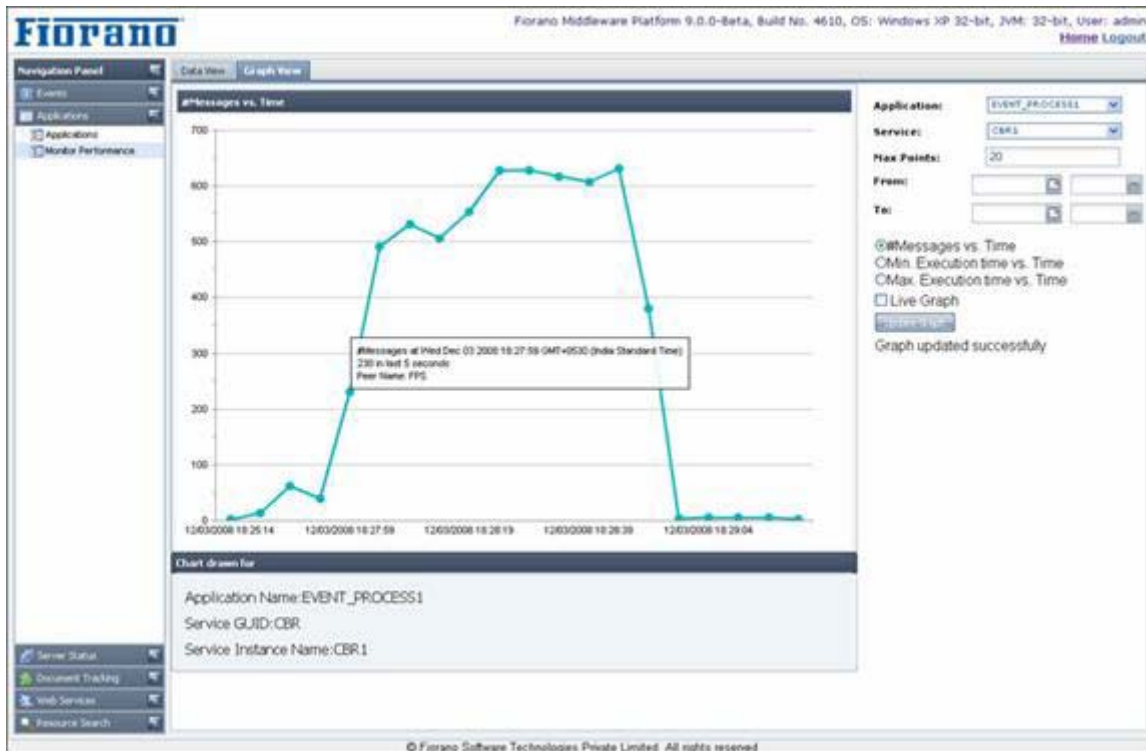 Fiorano
Fiorano Middleware Platform 9.0.0-Beta, Build No. 4610, OS: Windows XP 32-bit, JVM: 32-bit, User: admin
Home Logout
Navigation Panel
Events
Applications
Applications
Monitor Performance
Server Status
Document Tracking
Web Services
Resource Search
Data View Graph View
#Messages vs. Time
700
600
500
400
300
200
100
0
#Messages at Wed Dec 03 2008 18:27:59 GMT+0530 (India Standard Time)
230 in last 5 seconds
Peer Name: FPS
12/03/2008 18:25:14 12/03/2008 18:27:59 12/03/2008 18:28:19 12/03/2008 18:28:39 12/03/2008 18:29:04
Chart drawn for
Application Name:EVENT_PROCESS1
Service GUID:CBR
Service Instance Name:CBR1
Application: EVENT_PROCESS1
Service: CBR1
Max Points: 20
From:
To:
#Messages vs. Time
Min. Execution time vs. Time
Max. Execution time vs. Time
Live Graph
Update Graph
Graph updated successfully
© Fiorano Software Technologies Private Limited. All rights reserved